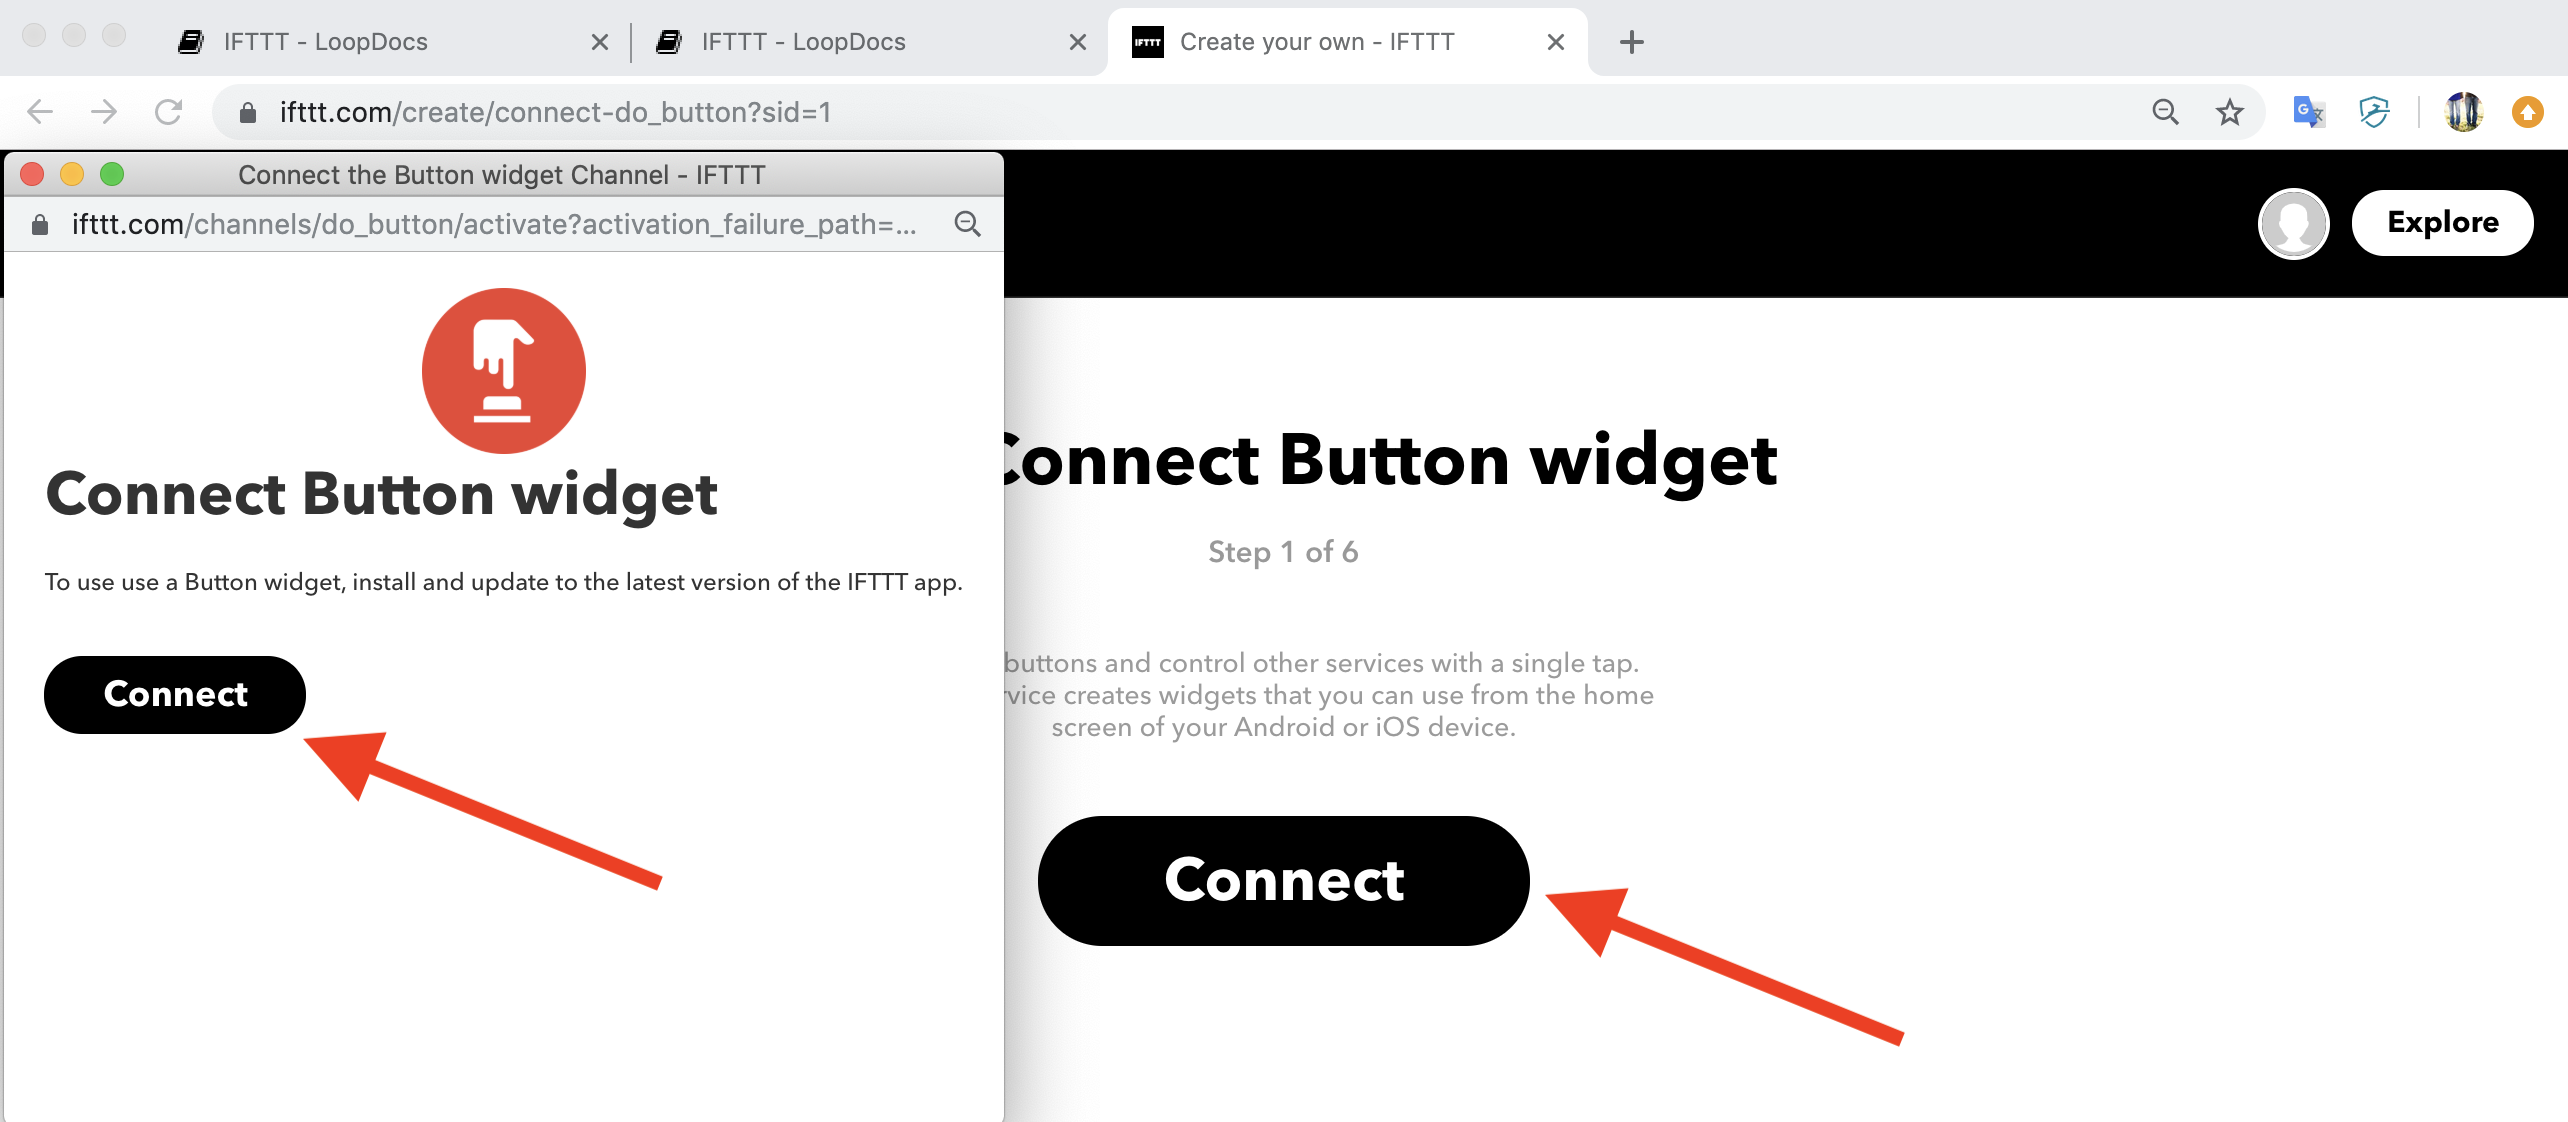 IFTTT - LoopDocs
IFTTT - LoopDocs
IFTTT
Create your own - IFTTT
ifttt.com/create/connect-do_button?sid=1
Connect the Button widget Channel - IFTTT
ifttt.com/channels/do_button/activate?activation_failure_path=...
Connect Button widget
To use use a Button widget, install and update to the latest version of the IFTTT app.
Connect
Explore
Connect Button widget
Step 1 of 6
buttons and control other services with a single tap.
creates widgets that you can use from the home
screen of your Android or iOS device.
Connect